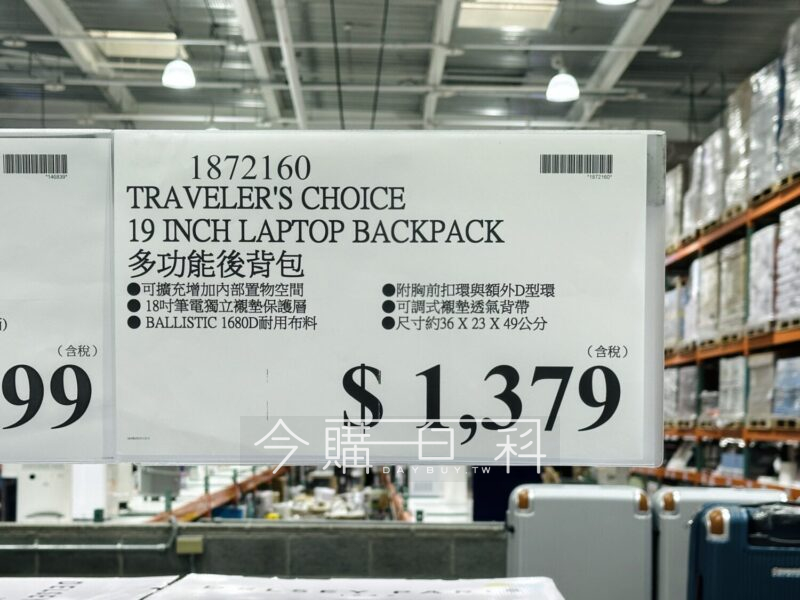 1872160
*146839*
*1872160*
TRAVELER'S CHOICE
19 INCH LAPTOP BACKPACK
多功能後背包
●可擴充增加內部置物空間
●附胸前扣環與額外D型環
●18吋筆電獨立襯墊保護層
●可調式襯墊透氣背帶
●BALLISTIC 1680D耐用布料
●尺寸約36 X 23 X 49公分
(含稅)
99
(含稅)
$ 1,379
今購百科
DAYBUY.TW